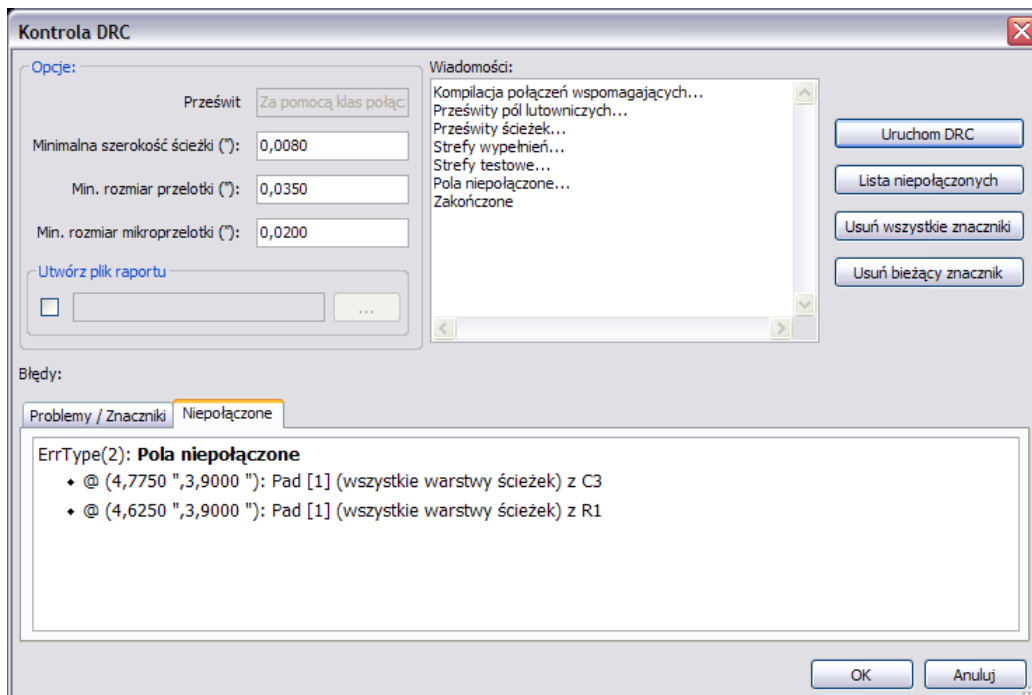 Kontrola DRC
Opcje:
Prześwit
Za pomocą klas połąc:
Minimalna szerokość ścieżki ("):
0,0080
Min. rozmiar przelotki ("):
0,0350
Min. rozmiar mikroprzelotki ("):
0,0200
Utwórz plik raportu
...
Wiadomości:
Kompilacja połączeń wspomagających...
Prześwity pól lutowniczych...
Prześwity ścieżek...
Strefy wypełnień...
Strefy testowe...
Pola niepołączone...
Zakończone
Uruchom DRC
Lista niepołączonych
Usuń wszystkie znaczniki
Usuń bieżący znacznik
Błędy:
Problemy / Znaczniki
Niepołączone
ErrType(2): Pola niepołączone
• @ (4,7750 ",3,9000 "): Pad [1] (wszystkie warstwy ścieżek) z C3
• @ (4,6250 ",3,9000 "): Pad [1] (wszystkie warstwy ścieżek) z R1
OK
Anuluj